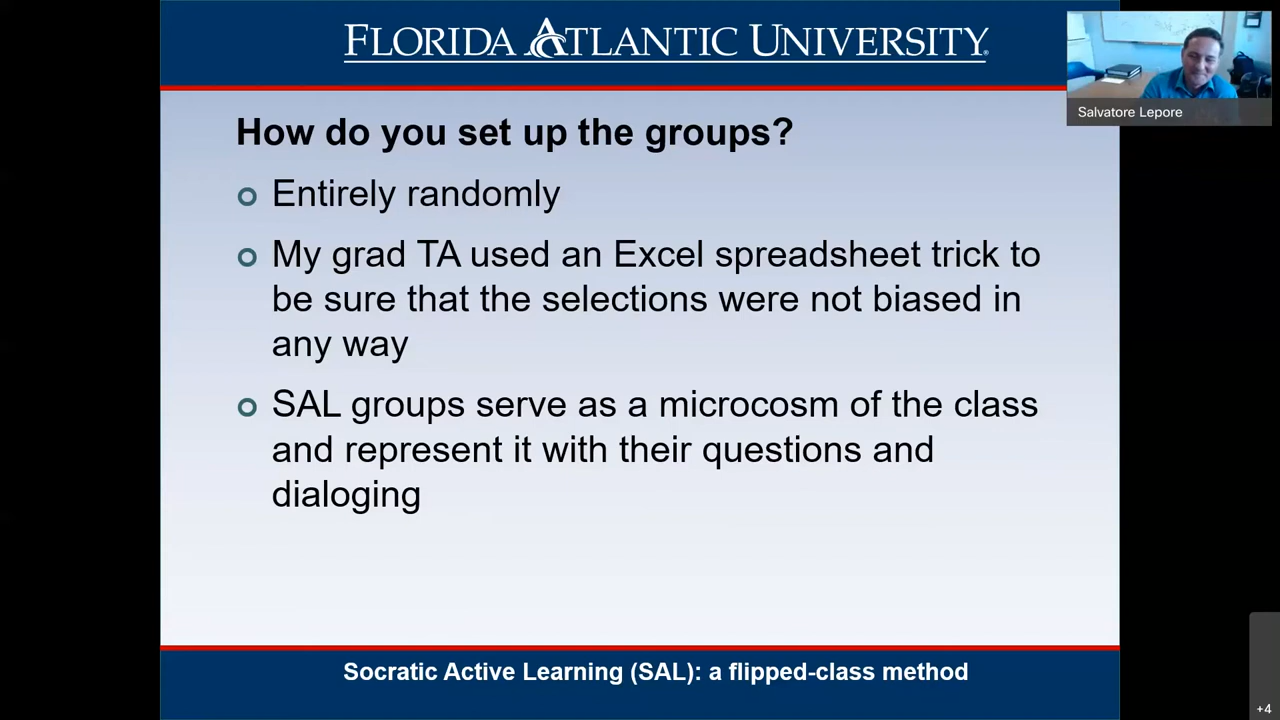 FLORIDA ATLANTIC UNIVERSITY®
Salvatore Lepore
How do you set up the groups?
Entirely randomly
My grad TA used an Excel spreadsheet trick to
be sure that the selections were not biased in
any way
SAL groups serve as a microcosm of the class
and represent it with their questions and
dialoging
Socratic Active Learning (SAL): a flipped-class method
+4